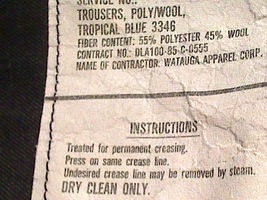 SERVICE NO.:
TROUSERS, POLY/WOOL,
TROPICAL BLUE 3346
FIBER CONTENT: 55% POLYESTER 45% WOOL
CONTRACT NO.: DLA100-85-C-0555
NAME OF CONTRACTOR: WATAUGA APPAREL CORP.
INSTRUCTIONS
Treated for permanent creasing.
Press on same crease line.
Undesired crease line may be removed by steam.
DRY CLEAN ONLY.